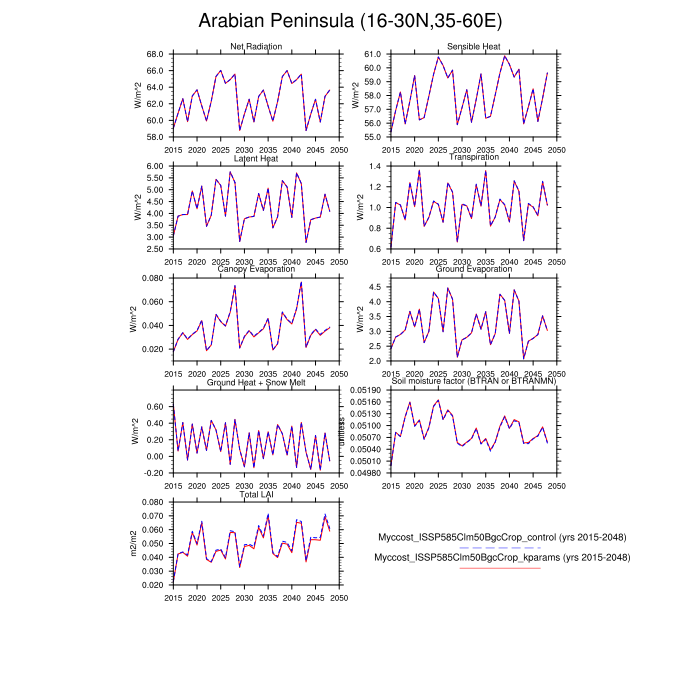 Arabian Peninsula (16-30N,35-60E)
Net Radiation
W/m^2
68.0
66.0
64.0
62.0
60.0
58.0
2015 2020 2025 2030 2035 2040 2045 2050
Sensible Heat
W/m^2
61.0
60.0
59.0
58.0
57.0
56.0
55.0
2015 2020 2025 2030 2035 2040 2045 2050
Latent Heat
W/m^2
6.00
5.50
5.00
4.50
4.00
3.50
3.00
2.50
2015 2020 2025 2030 2035 2040 2045 2050
Transpiration
W/m^2
1.4
1.2
1.0
0.8
0.6
2015 2020 2025 2030 2035 2040 2045 2050
Canopy Evaporation
W/m^2
0.080
0.060
0.040
0.020
2015 2020 2025 2030 2035 2040 2045 2050
Ground Evaporation
W/m^2
4.5
4.0
3.5
3.0
2.5
2.0
2015 2020 2025 2030 2035 2040 2045 2050
Ground Heat + Snow Melt
W/m^2
0.60
0.40
0.20
0.00
-0.20
2015 2020 2025 2030 2035 2040 2045 2050
Soil moisture factor (BTRAN or BTRANMN)
unitless
0.05190
0.05160
0.05130
0.05100
0.05070
0.05040
0.05010
0.04980
2015 2020 2025 2030 2035 2040 2045 2050
Total LAI
m2/m2
0.080
0.070
0.060
0.050
0.040
0.030
0.020
2015 2020 2025 2030 2035 2040 2045 2050
Myccost_ISSP585Clm50BgcCrop_control (yrs 2015-2048)
Myccost_ISSP585Clm50BgcCrop_kparams (yrs 2015-2048)